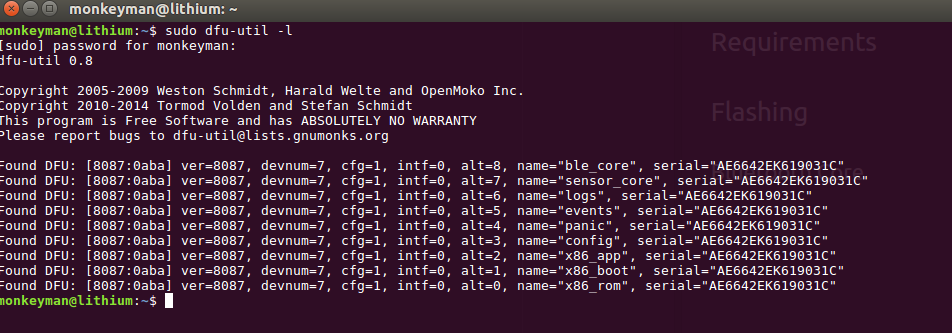 monkeyman@lithium: ~
monkeyman@lithium:~$ sudo dfu-util -l
[sudo] password for monkeyman:
dfu-util 0.8
Copyright 2005-2009 Weston Schmidt, Harald Welte and OpenMoko Inc.
Copyright 2010-2014 Tormod Volden and Stefan Schmidt
This program is Free Software and has ABSOLUTELY NO WARRANTY
Please report bugs to dfu-util@lists.gnumonks.org
Found DFU: [8087:0aba] ver=8087, devnum=7, cfg=1, intf=0, alt=8, name="ble_core", serial="AE6642EK619031C"
Found DFU: [8087:0aba] ver=8087, devnum=7, cfg=1, intf=0, alt=7, name="sensor_core", serial="AE6642EK619031C"
Found DFU: [8087:0aba] ver=8087, devnum=7, cfg=1, intf=0, alt=6, name="logs", serial="AE6642EK619031C"
Found DFU: [8087:0aba] ver=8087, devnum=7, cfg=1, intf=0, alt=5, name="events", serial="AE6642EK619031C"
Found DFU: [8087:0aba] ver=8087, devnum=7, cfg=1, intf=0, alt=4, name="panic", serial="AE6642EK619031C"
Found DFU: [8087:0aba] ver=8087, devnum=7, cfg=1, intf=0, alt=3, name="config", serial="AE6642EK619031C"
Found DFU: [8087:0aba] ver=8087, devnum=7, cfg=1, intf=0, alt=2, name="x86_app", serial="AE6642EK619031C"
Found DFU: [8087:0aba] ver=8087, devnum=7, cfg=1, intf=0, alt=1, name="x86_boot", serial="AE6642EK619031C"
Found DFU: [8087:0aba] ver=8087, devnum=7, cfg=1, intf=0, alt=0, name="x86_rom", serial="AE6642EK619031C"
monkeyman@lithium:~$
Requirements
Flashing